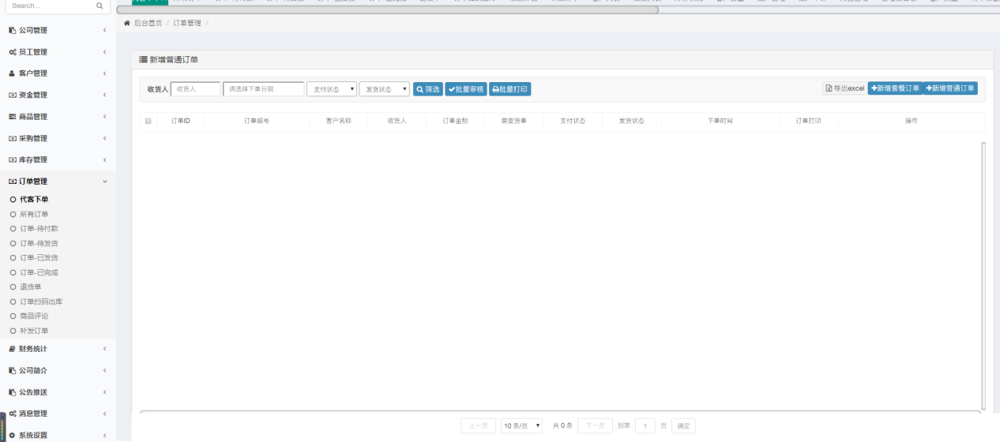 Search...
公司管理
员工管理
客户管理
资金管理
商品管理
采购管理
库存管理
订单管理
代客下单
所有订单
订单-待付款
订单-待发货
订单-已发货
订单-已完成
退货单
订单扫码出库
商品评论
补发订单
财务统计
公司简介
公告推送
消息管理
系统设置
后台首页 / 订单管理 /
新增普通订单
收货人 收货人 请选择下单日期 支付状态 发货状态 筛选 批量审核 批量打印 导出excel 新增套餐订单 新增普通订单
订单ID 订单编号 客户名称 收货人 订单金额 需要货单 支付状态 发货状态 下单时间 订单打印 操作
上一页 10 条/页 共 0 条 下一页 到第 1 页 确定